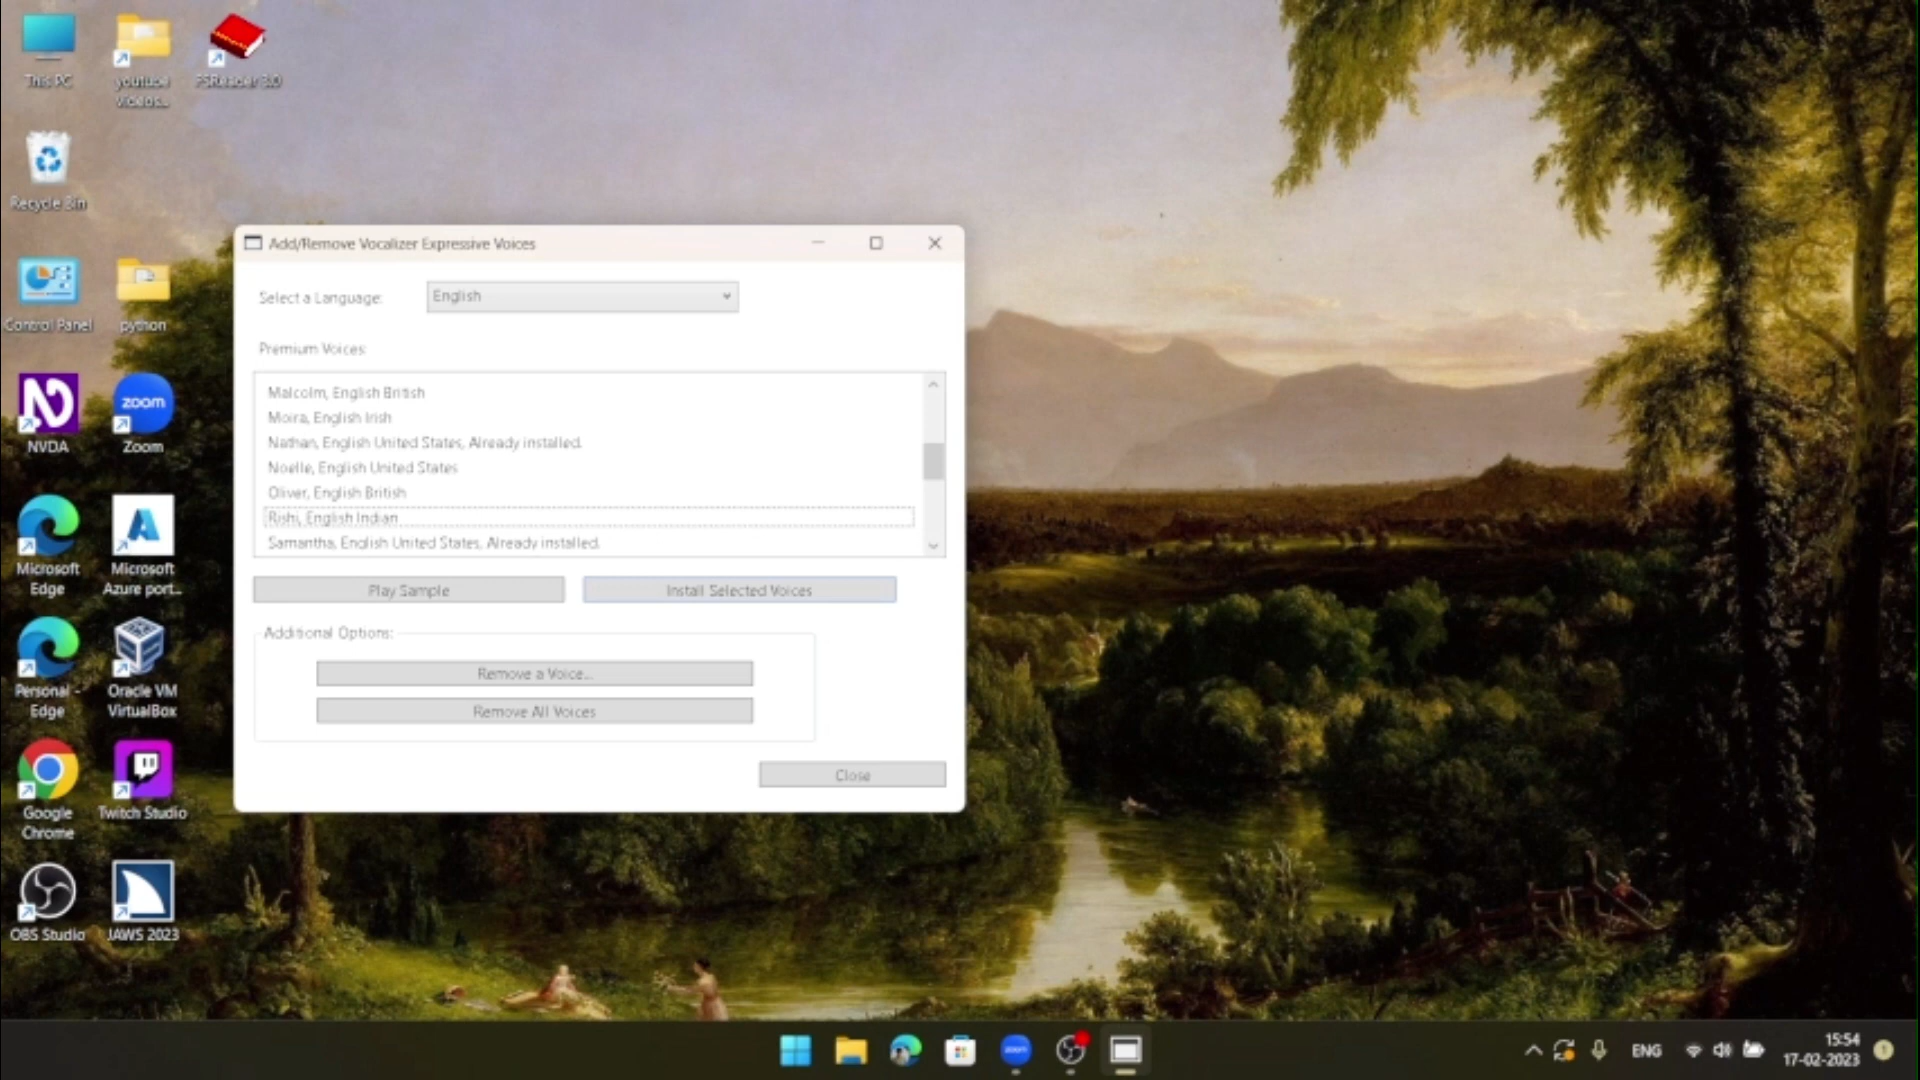 This PC
youtube
videos...
Recycle Bin
Control Panel
python
NVDA
zoom
Zoom
Microsoft
Edge
Microsoft
Azure port...
Personal -
Edge
Oracle VM
VirtualBox
Google
Chrome
Twitch Studio
OBS Studio
JAWS 2023
Add/Remove Vocalizer Expressive Voices
Select a Language:
English
Premium Voices:
Malcolm, English British
Moira, English Irish
Nathan, English United States, Already installed.
Noelle, English United States
Oliver, English British
Rishi, English Indian
Samantha, English United States, Already installed.
Play Sample
Install Selected Voices
Additional Options:
Remove a Voice...
Remove All Voices
Close
zoom
ENG
15:54
17-02-2023
1